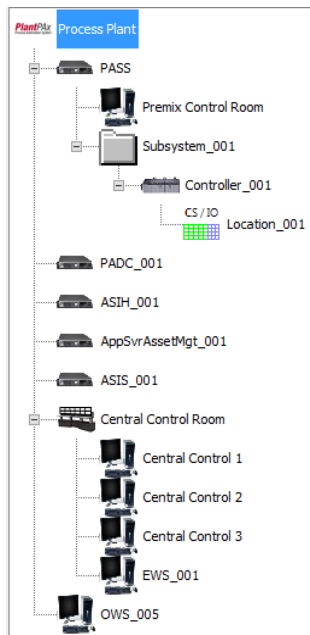 PlantPAx Process Plant
PASS
Premix Control Room
Subsystem_001
Controller_001
CS / IO
Location_001
PADC_001
ASIH_001
AppSvrAssetMgt_001
ASIS_001
Central Control Room
Central Control 1
Central Control 2
Central Control 3
EWS_001
OWS_005